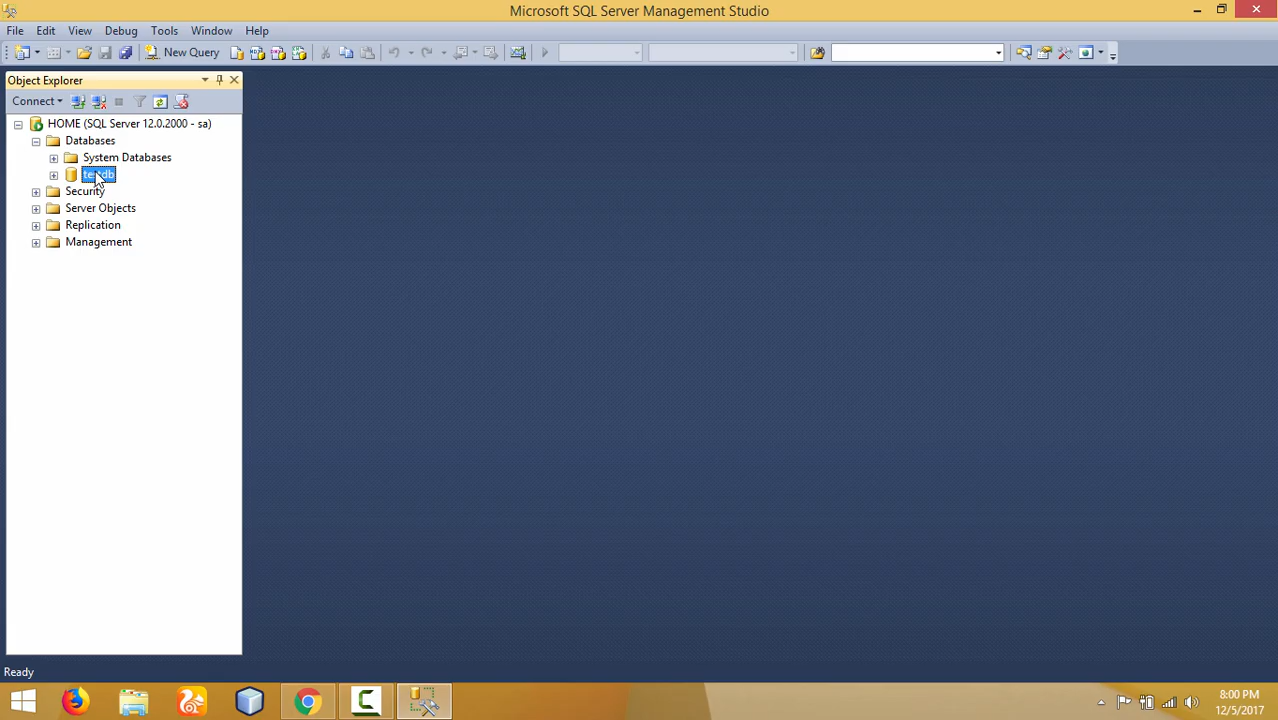 Microsoft SQL Server Management Studio
File Edit View Debug Tools Window Help
New Query
Object Explorer
Connect
HOME (SQL Server 12.0.2000 - sa)
Databases
System Databases
testdb
Security
Server Objects
Replication
Management
Ready
8:00 PM
12/5/2017